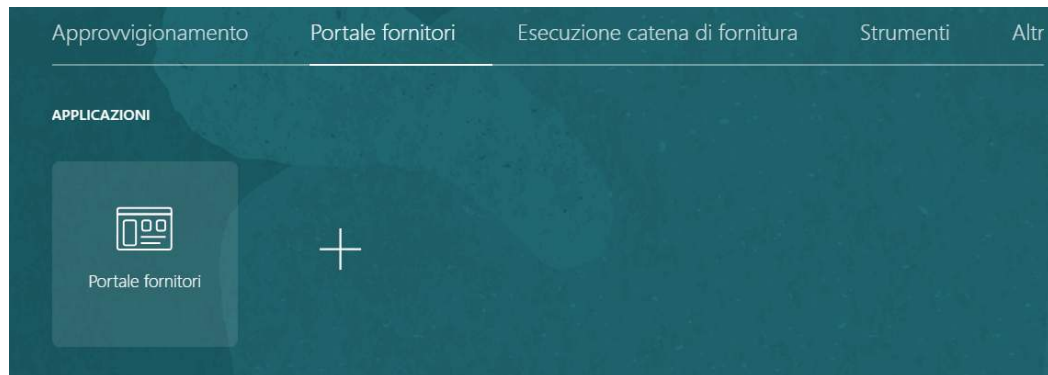 Approvvigionamento Portale fornitori Esecuzione catena di fornitura Strumenti Altr
APPLICAZIONI
Portale fornitori